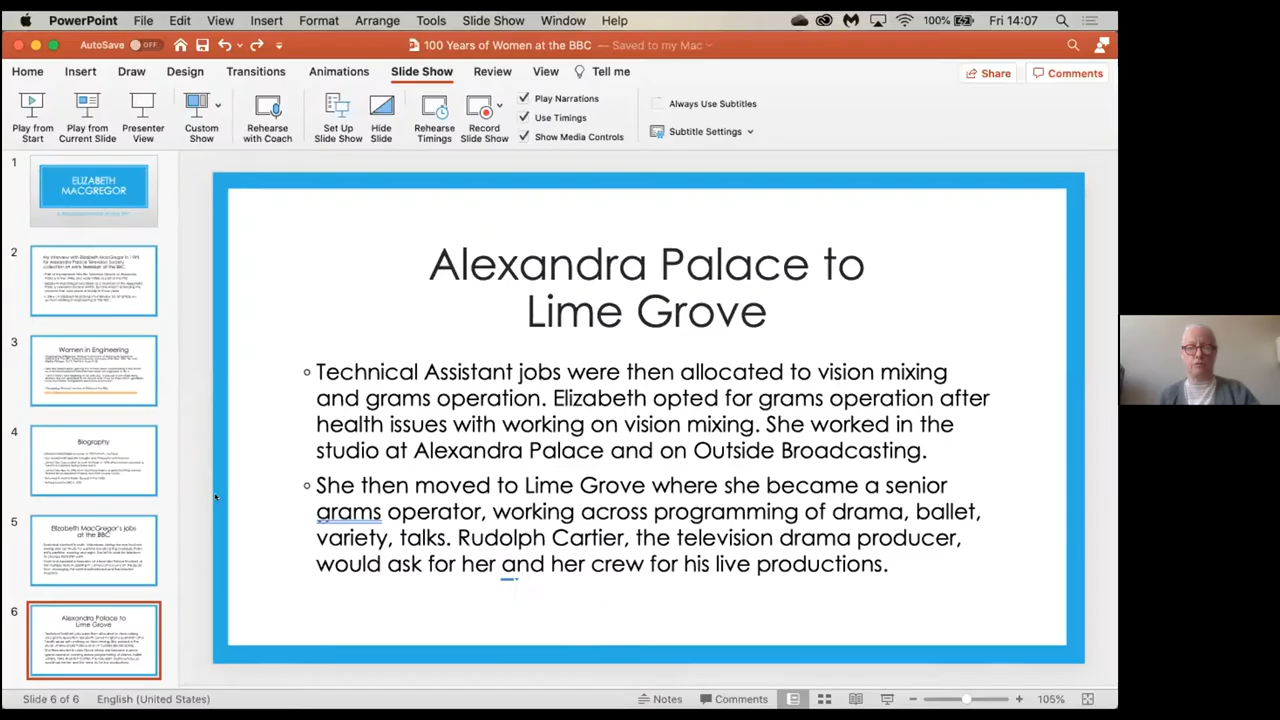 PowerPoint File Edit View Insert Format Arrange Tools Slide Show Window Help 100% Fri 14:07
AutoSave OFF 100 Years of Women at the BBC — Saved to my Mac
Home Insert Draw Design Transitions Animations Slide Show Review View Tell me Share Comments
Play from Start
Play from Current Slide
Presenter View
Custom Show
Rehearse with Coach
Set Up Slide Show
Hide Slide
Rehearse Timings
Record Slide Show
Play Narrations
Use Timings
Show Media Controls
Always Use Subtitles
Subtitle Settings
1
ELIZABETH
MACGREGOR
2
3
Women in Engineering
4
Biography
5
Elizabeth MacGregor's jobs
at the BBC
6
Alexandra Palace to
Lime Grove
Alexandra Palace to
Lime Grove
Technical Assistant jobs were then allocated to vision mixing
and grams operation. Elizabeth opted for grams operation after
health issues with working on vision mixing. She worked in the
studio at Alexandra Palace and on Outside Broadcasting.
She then moved to Lime Grove where she became a senior
grams operator, working across programming of drama, ballet,
variety, talks. Rudolph Cartier, the television drama producer,
would ask for her and her crew for his live productions.
Slide 6 of 6 English (United States) Notes Comments 105%